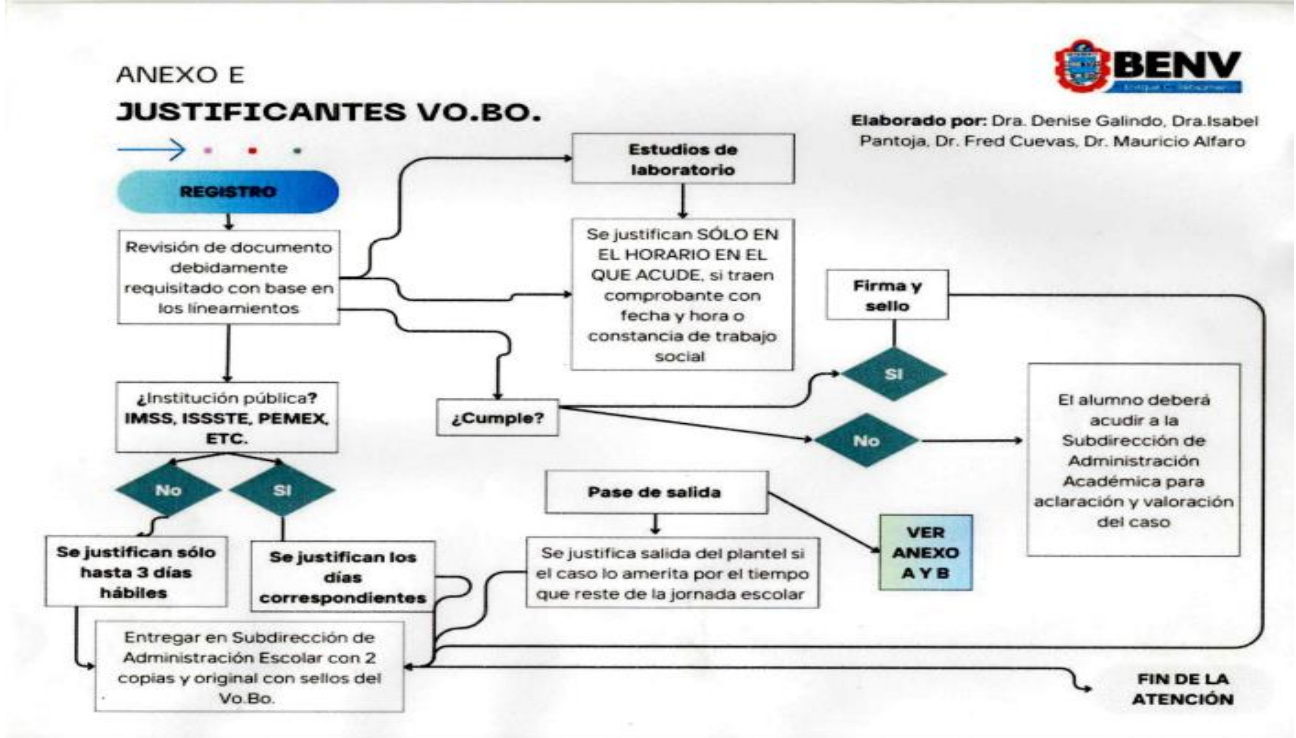 ANEXO E
JUSTIFICANTES VO.BO.
BENV
Elaborado por: Dra. Denise Galindo, Dra.Isabel
Pantoja, Dr. Fred Cuevas, Dr. Mauricio Alfaro
REGISTRO
Revisión de documento
debidamente
requisitado con base en
los líneamientos
Estudios de
laboratorio
Se justifican SÓLO EN
EL HORARIO EN EL
QUE ACUDE, si traen
comprobante con
fecha y hora o
constancia de trabajo
social
Firma y
sello
¿Institución pública?
IMSS, ISSSTE, PEMEX,
ETC.
¿Cumple?
SI
No
El alumno deberá
acudir a la
Subdirección de
Administración
Académica para
aclaración y valoración
del caso
No
SI
Pase de salida
VER
ANEXO
A Y B
Se justifican sólo
hasta 3 días
hábiles
Se justifican los
días
correspondientes
Se justifica salida del plantel si
el caso lo amerita por el tiempo
que reste de la jornada escolar
Entregar en Subdirección de
Administración Escolar con 2
copias y original con sellos del
Vo.Bo.
FIN DE LA
ATENCIÓN